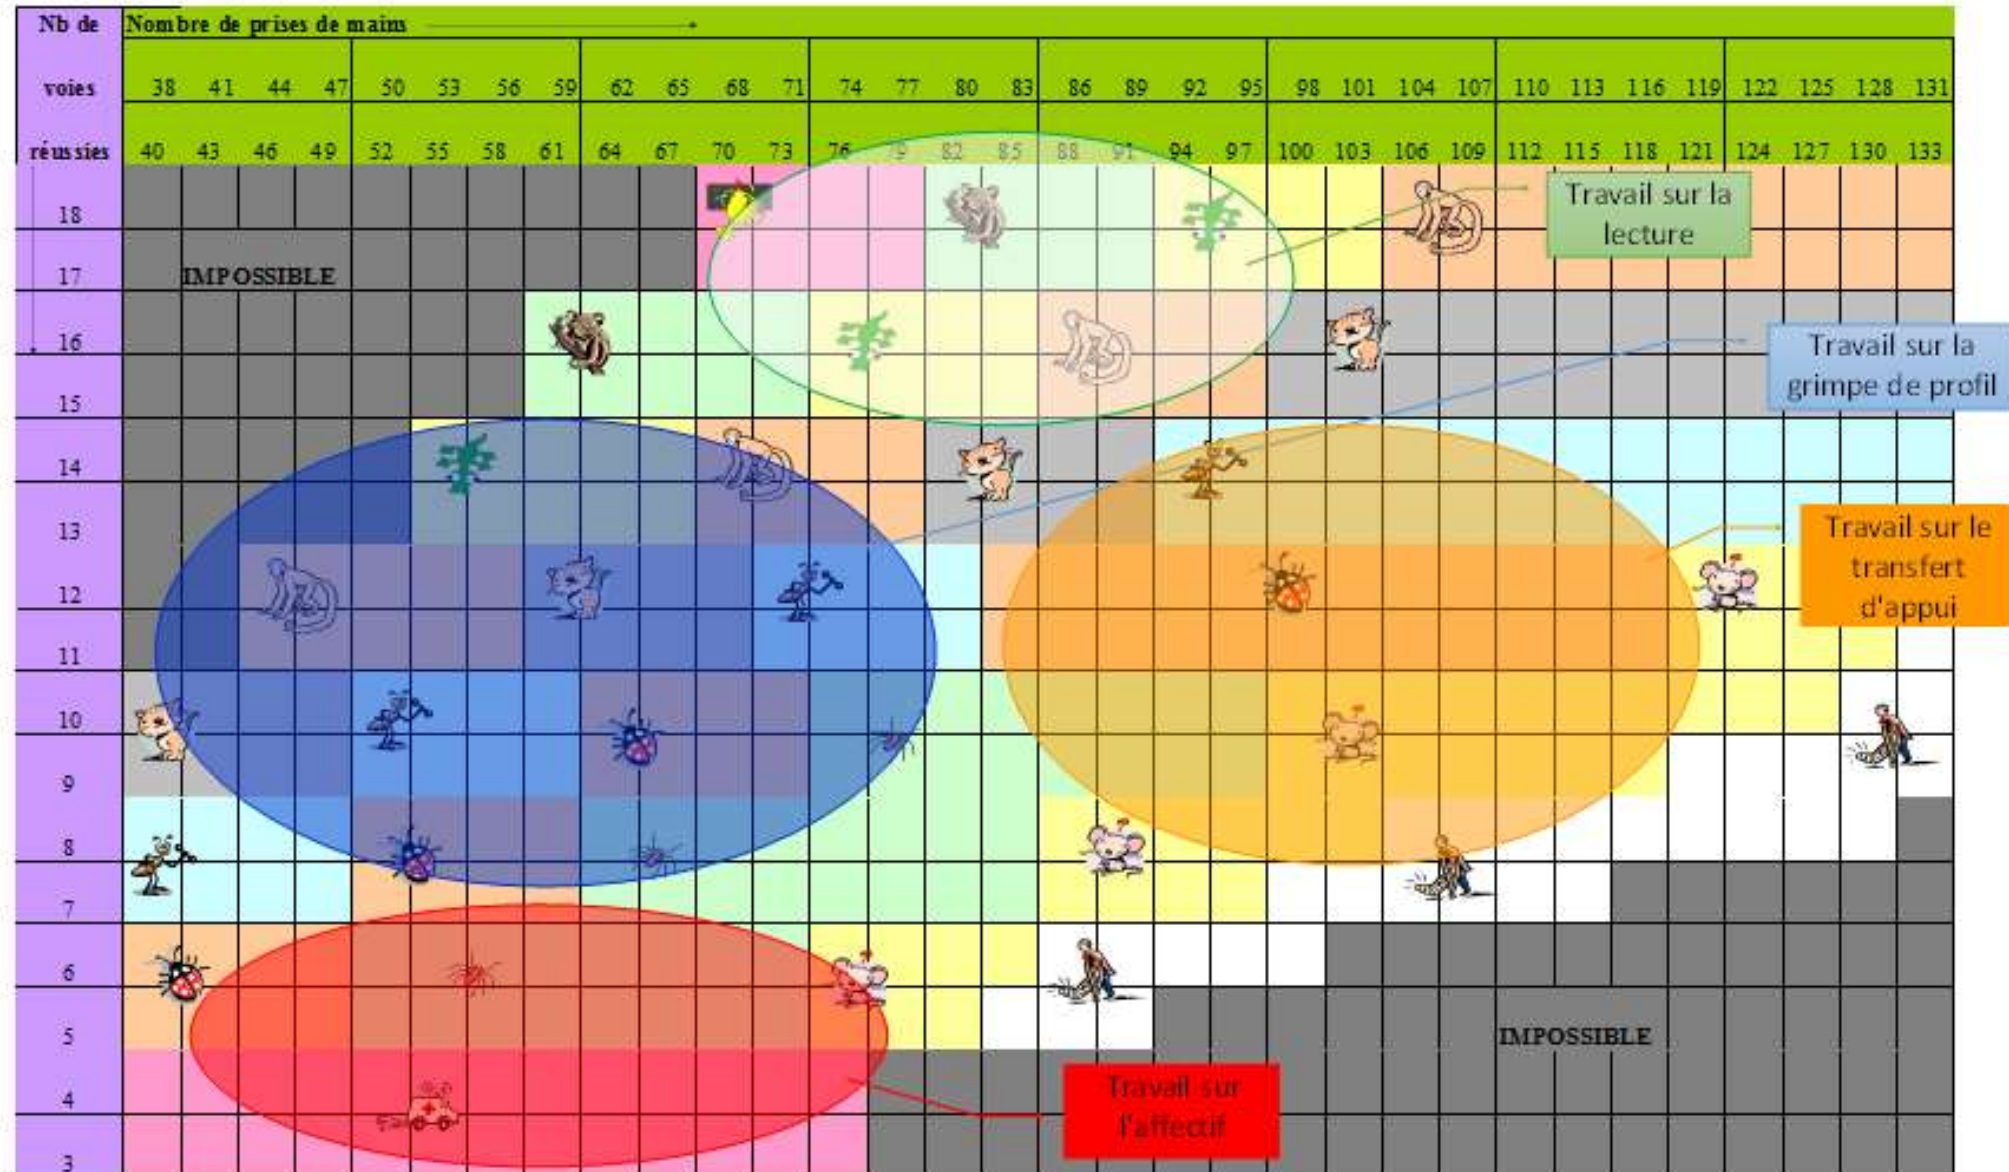 Nb de
Nombre de prises de mains
voies
38 41 44 47 50 53 56 59 62 65 68 71 74 77 80 83 86 89 92 95 98 101 104 107 110 113 116 119 122 125 128 131
réussies
40 43 46 49 52 55 58 61 64 67 70 73 76 79 82 85 88 91 94 97 100 103 106 109 112 115 118 121 124 127 130 133
18
Travail sur la
lecture
17
IMPOSSIBLE
16
Travail sur la
grimpe de profil
15
14
13
Travail sur le
transfert
d'appui
12
11
10
9
8
7
6
5
IMPOSSIBLE
4
Travail sur
l'affectif
3